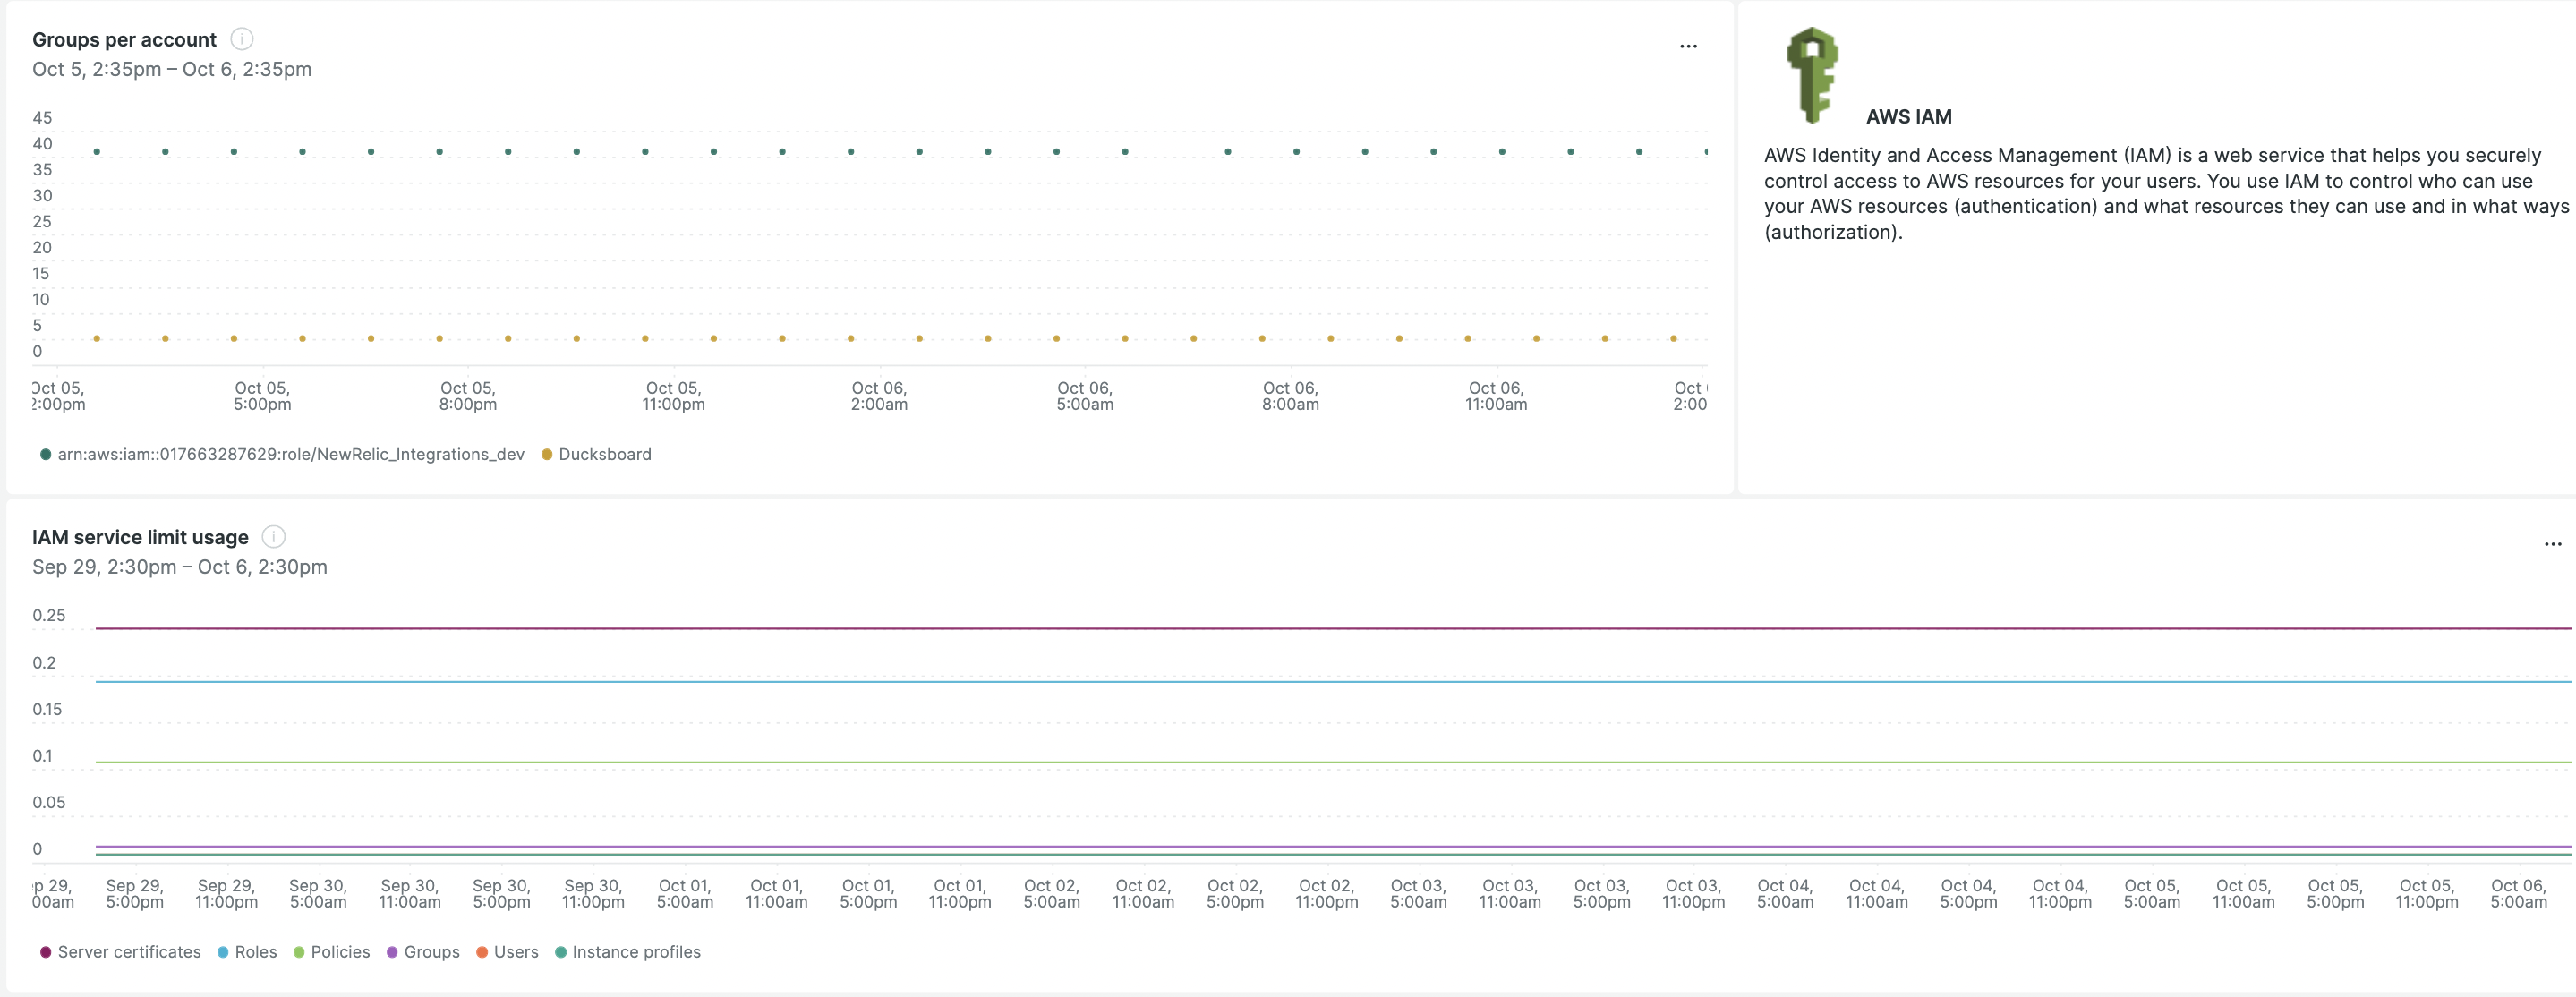 Groups per account
Oct 5, 2:35pm – Oct 6, 2:35pm
...
45
40
35
30
25
20
15
10
5
0
Oct 05, Oct 05, Oct 05, Oct 05, Oct 06, Oct 06, Oct 06, Oct 06, Oct
2:00pm 5:00pm 8:00pm 11:00pm 2:00am 5:00am 8:00am 11:00am 2:00
arn:aws:iam::017663287629:role/NewRelic_Integrations_dev Ducksboard
AWS IAM
AWS Identity and Access Management (IAM) is a web service that helps you securely
control access to AWS resources for your users. You use IAM to control who can use
your AWS resources (authentication) and what resources they can use and in what ways
(authorization).
IAM service limit usage
Sep 29, 2:30pm – Oct 6, 2:30pm
...
0.25
0.2
0.15
0.1
0.05
0
ep 29, Sep 29, Sep 29, Sep 30, Sep 30, Sep 30, Sep 30, Oct 01, Oct 01, Oct 01, Oct 01, Oct 02, Oct 02, Oct 02, Oct 02, Oct 03, Oct 03, Oct 03, Oct 03, Oct 04, Oct 04, Oct 04, Oct 04, Oct 05, Oct 05, Oct 05, Oct 05, Oct 06,
00am 5:00pm 11:00pm 5:00am 11:00am 5:00pm 11:00pm 5:00am 11:00am 5:00pm 11:00pm 5:00am 11:00am 5:00pm 11:00pm 5:00am 11:00am 5:00pm 11:00pm 5:00am 11:00am 5:00pm 11:00pm 5:00am 11:00am 5:00pm 11:00pm 5:00am
Server certificates Roles Policies Groups Users Instance profiles